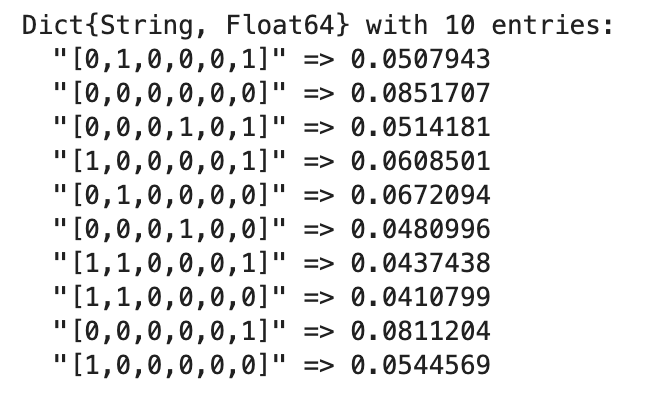 Dict{String, Float64} with 10 entries:
"[0,1,0,0,0,1]" => 0.0507943
"[0,0,0,0,0,0]" => 0.0851707
"[0,0,0,1,0,1]" => 0.0514181
"[1,0,0,0,0,1]" => 0.0608501
"[0,1,0,0,0,0]" => 0.0672094
"[0,0,0,1,0,0]" => 0.0480996
"[1,1,0,0,0,1]" => 0.0437438
"[1,1,0,0,0,0]" => 0.0410799
"[0,0,0,0,0,1]" => 0.0811204
"[1,0,0,0,0,0]" => 0.0544569